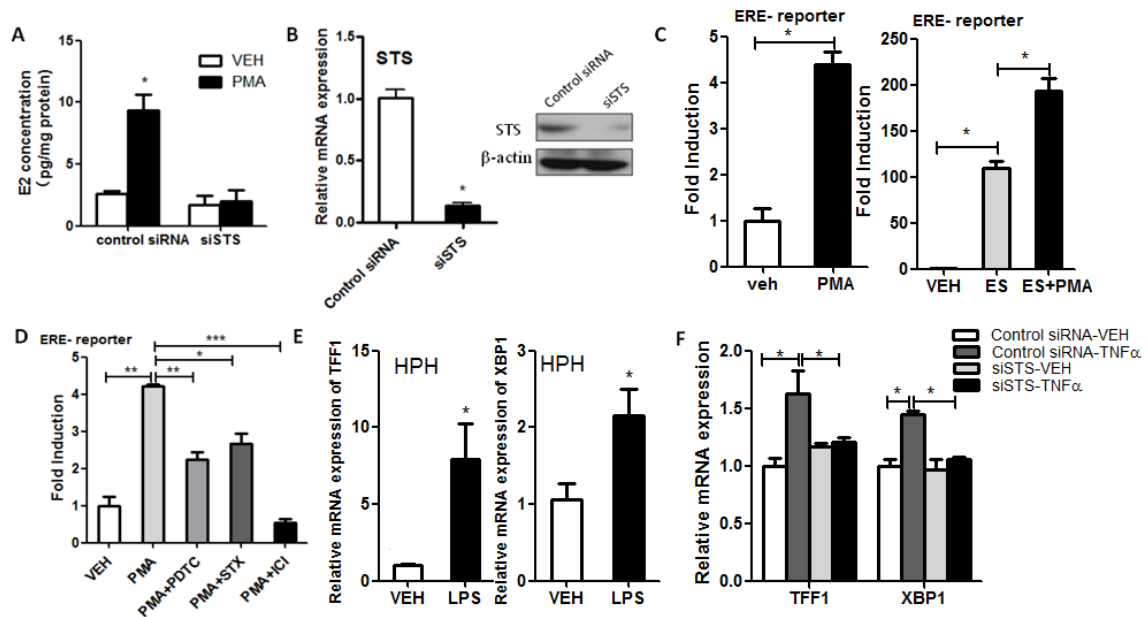 A
E2 concentration
(pg/mg protein)
15
10
5
0
VEH
PMA
*
control siRNA
siSTS
B
Relative mRNA expression
STS
1.5
1.0
0.5
0.0
*
Control siRNA
siSTS
Control siRNA
siSTS
STS
β-actin
C
ERE- reporter
Fold Induction
5
4
3
2
1
0
*
veh
PMA
ERE- reporter
Fold Induction
250
200
150
100
50
0
*
*
VEH
ES
ES+PMA
D
ERE- reporter
Fold Induction
5
4
3
2
1
0
***
*
**
**
VEH
PMA
PMA+PDTC
PMA+STX
PMA+ICI
E
Relative mRNA expression of TFF1
HPH
15
10
5
0
*
VEH
LPS
Relative mRNA expression of XBP1
HPH
3
2
1
0
*
VEH
LPS
F
Control siRNA-VEH
Control siRNA-TNFα
siSTS-VEH
siSTS-TNFα
Relative mRNA expression
2.0
1.5
1.0
0.5
0.0
*
*
*
*
TFF1
XBP1